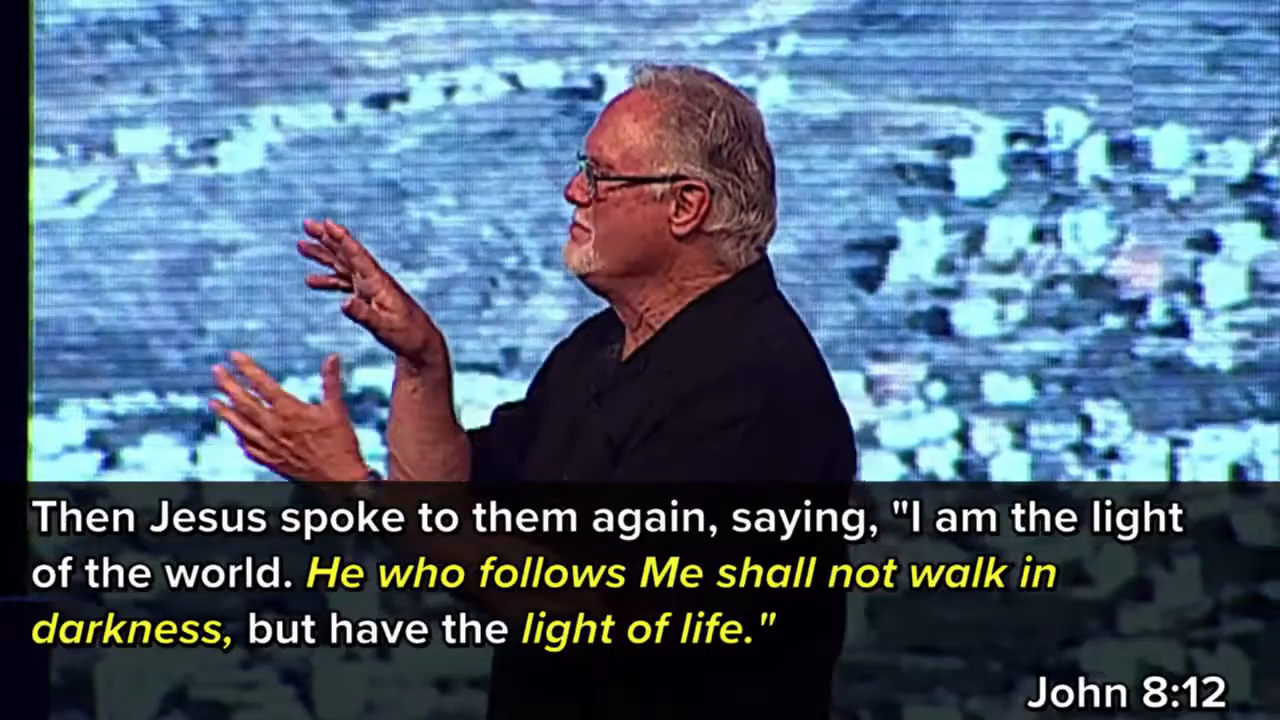 Then Jesus spoke to them again, saying, "I am the light
of the world. He who follows Me shall not walk in
darkness, but have the light of life."
John 8:12